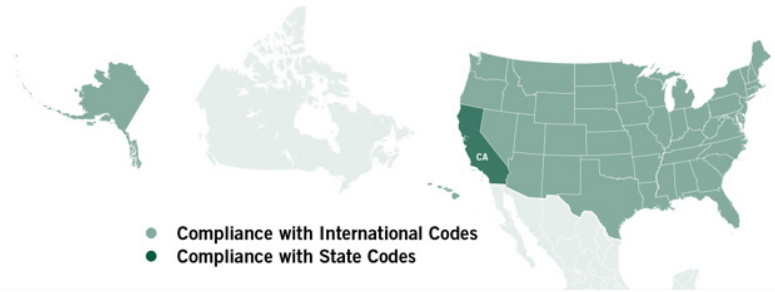 CA
Compliance with International Codes
Compliance with State Codes